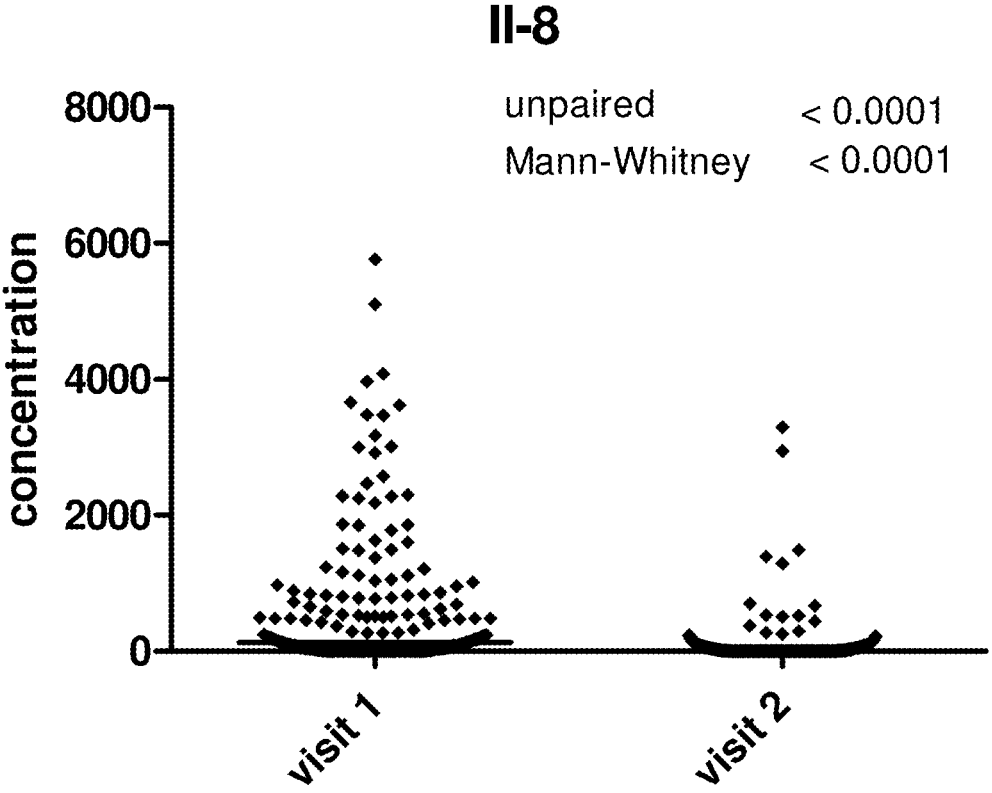 Il-8
unpaired < 0.0001
Mann-Whitney < 0.0001
concentration
8000
6000
4000
2000
0
visit 1
visit 2